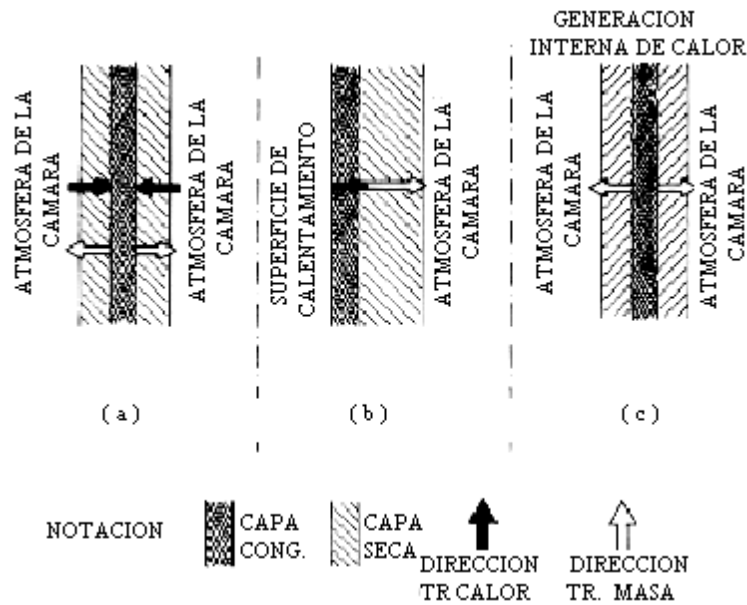 GENERACION
INTERNA DE CALOR
ATMOSFERA DE LA
CAMARA
ATMOSFERA DE LA
CAMARA
SUPERFICIE DE
CALENTAMIENTO
ATMOSFERA DE LA
CAMARA
ATMOSFERA DE LA
CAMARA
ATMOSFERA DE LA
CAMARA
( a )
( b )
( c )
NOTACION
CAPA
CONG.
CAPA
SECA
DIRECCION
TR CALOR
DIRECCION
TR. MASA